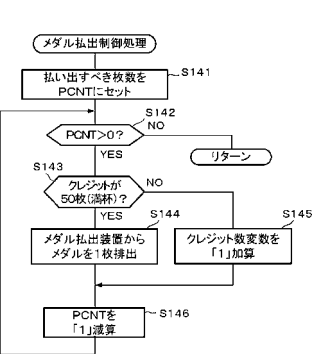 メダル払出制御処理
払い出すべき枚数を
PCNTにセット
S141
S142
PCNT>0?
NO
YES
リターン
S143
クレジットが
50枚(満杯)?
NO
YES
S144
メダル払出装置から
メダルを1枚排出
S145
クレジット数変数を
「1」加算
PCNTを
「1」減算
S146